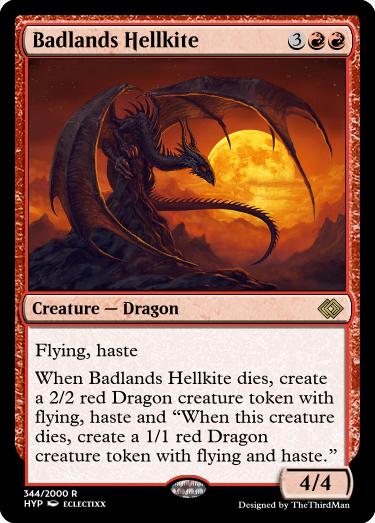 Badlands Hellkite 3
Creature — Dragon
Flying, haste
When Badlands Hellkite dies, create
a 2/2 red Dragon creature token with
flying, haste and “When this creature
dies, create a 1/1 red Dragon
creature token with flying and haste.”
4/4
344/2000 R
HYP ECLECTIXX
Designed by TheThirdMan